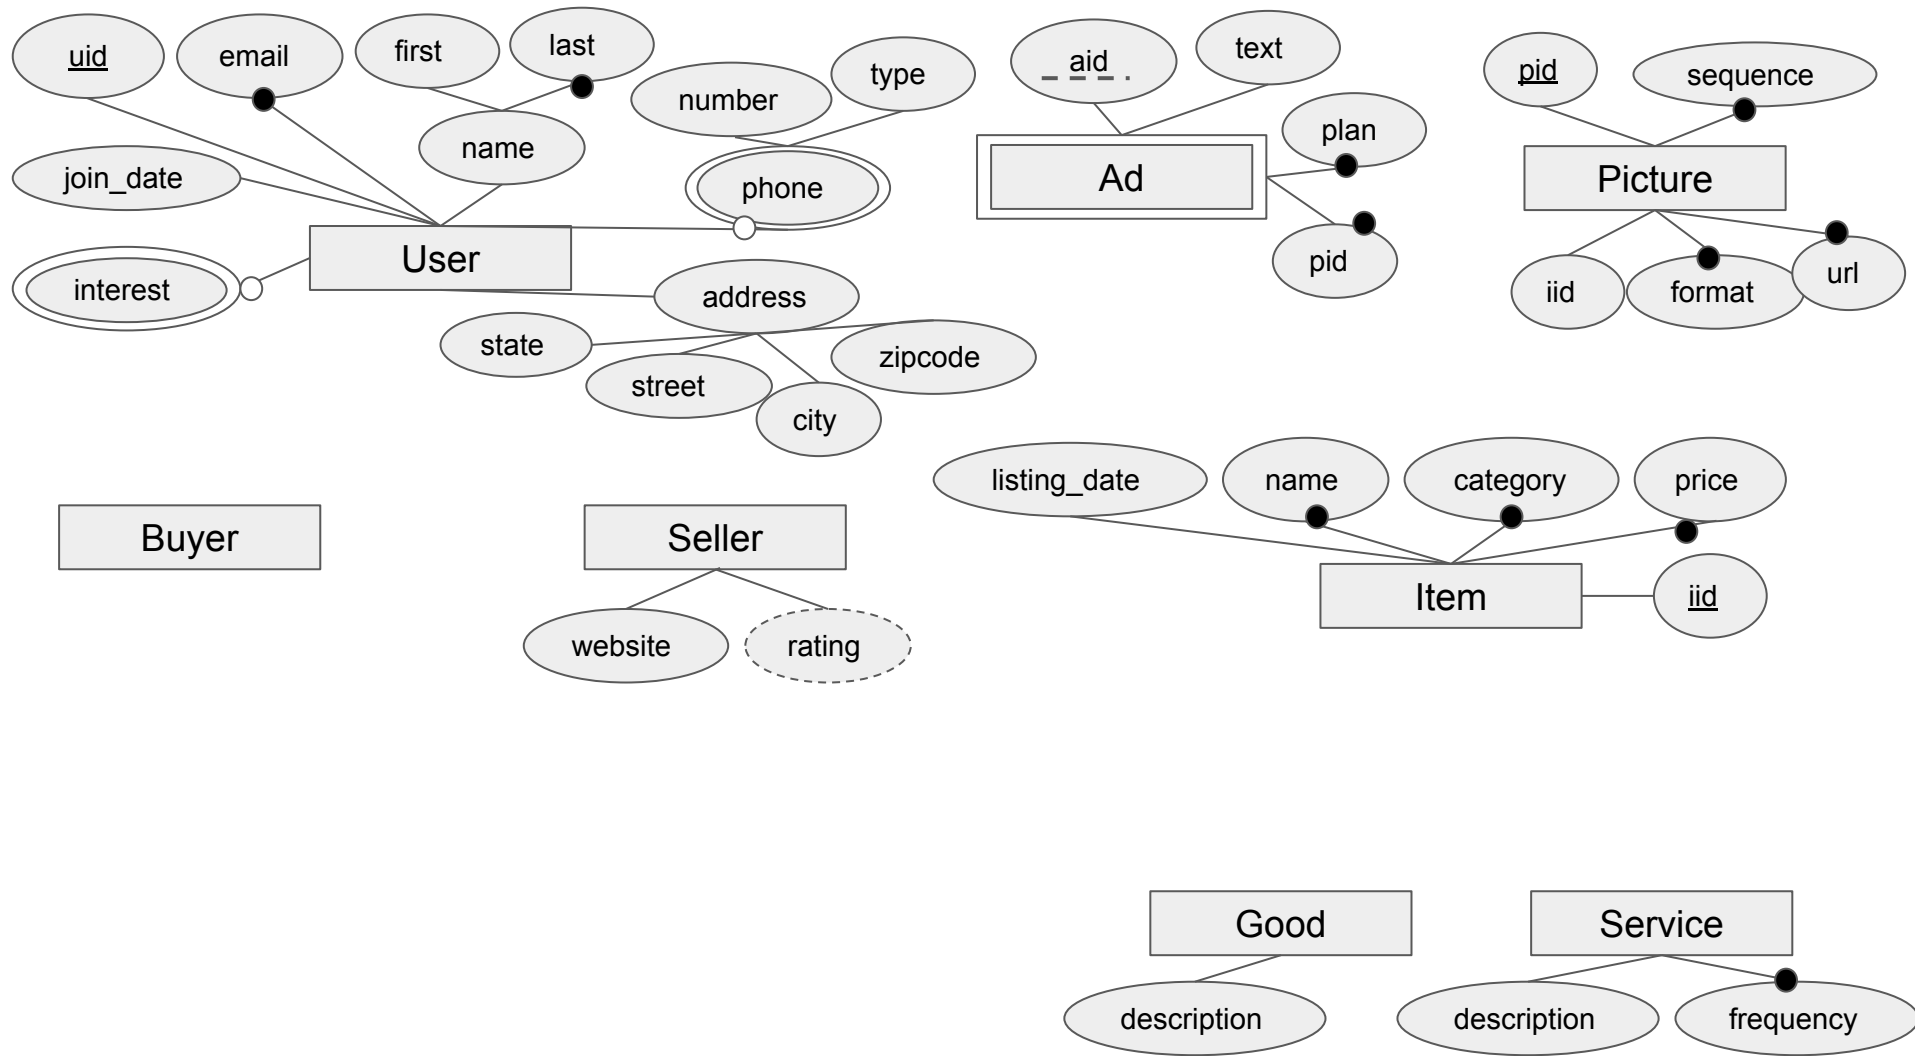 uid
email
first
last
number
type
name
join_date
phone
User
interest
address
state
street
zipcode
city
aid
text
plan
Ad
pid
pid
sequence
Picture
iid
format
url
Buyer
Seller
website
rating
listing_date
name
category
price
Item
iid
Good
Service
description
description
frequency